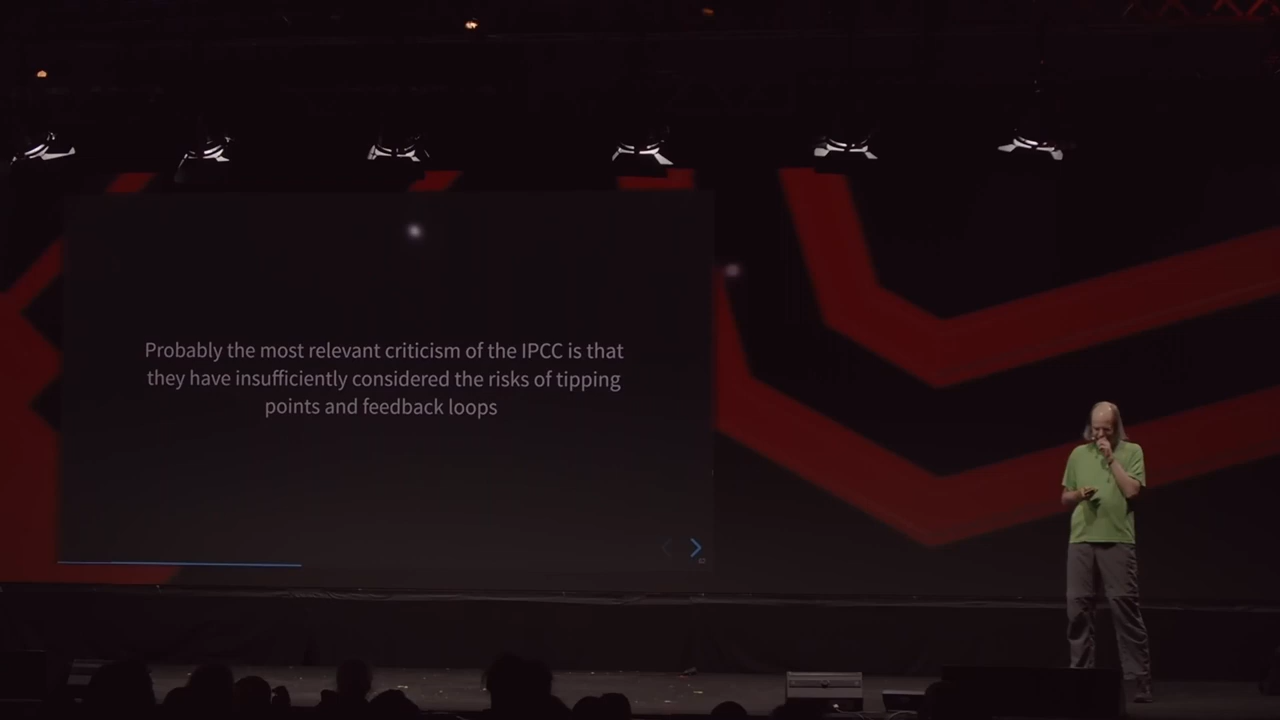 Probably the most relevant criticism of the IPCC is that
they have insufficiently considered the risks of tipping
points and feedback loops